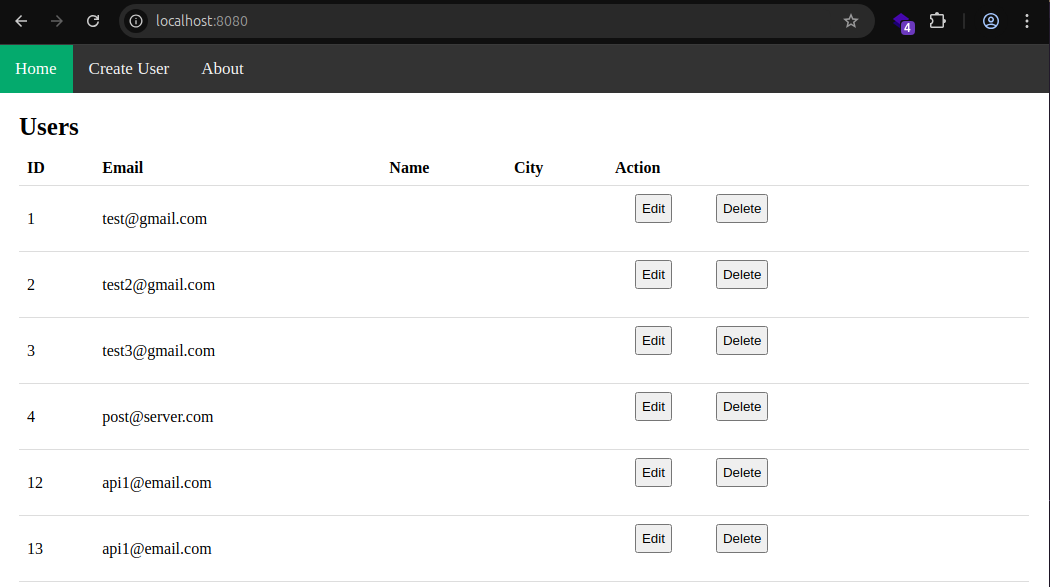 localhost:8080
4
Home Create User About
Users
ID Email Name City Action
1 test@gmail.com Edit Delete
2 test2@gmail.com Edit Delete
3 test3@gmail.com Edit Delete
4 post@server.com Edit Delete
12 api1@email.com Edit Delete
13 api1@email.com Edit Delete